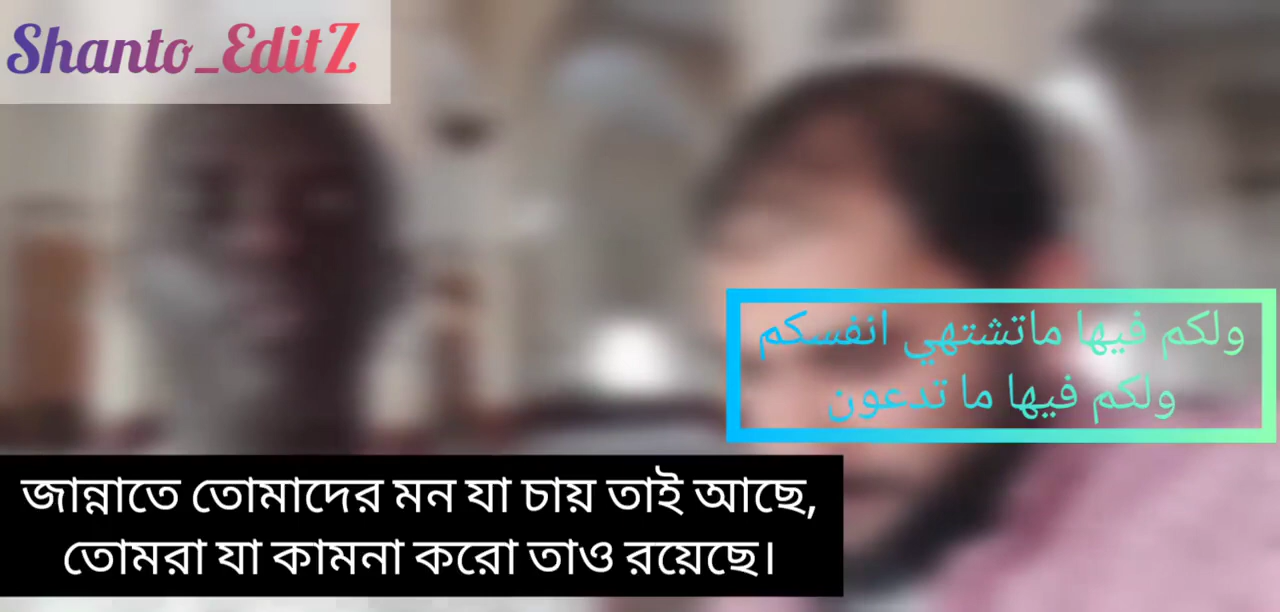 Shanto_EditZ
ولكم فيها ماتشتهي انفسكم
ولكم فيها ما تدعون
জান্নাতে তোমাদের মন যা চায় তাই আছে,
তোমরা যা কামনা করো তাও রয়েছে।